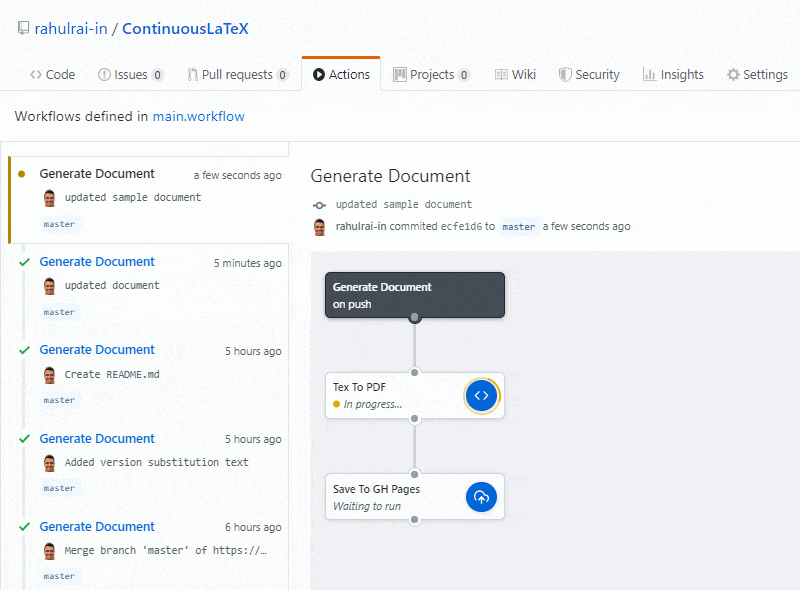 rahulrai-in / ContinuousLaTeX
Code Issues 0 Pull requests 0 Actions Projects 0 Wiki Security Insights Settings
Workflows defined in main.workflow
Generate Document a few seconds ago
updated sample document
master
Generate Document 5 minutes ago
updated document
master
Generate Document 5 hours ago
Create README.md
master
Generate Document 5 hours ago
Added version substitution text
master
Generate Document 6 hours ago
Merge branch 'master' of https://…
master
Generate Document
updated sample document
rahulrai-in commited ecfe1d6 to master a few seconds ago
Generate Document
on push
Tex To PDF
In progress...
Save To GH Pages
Waiting to run